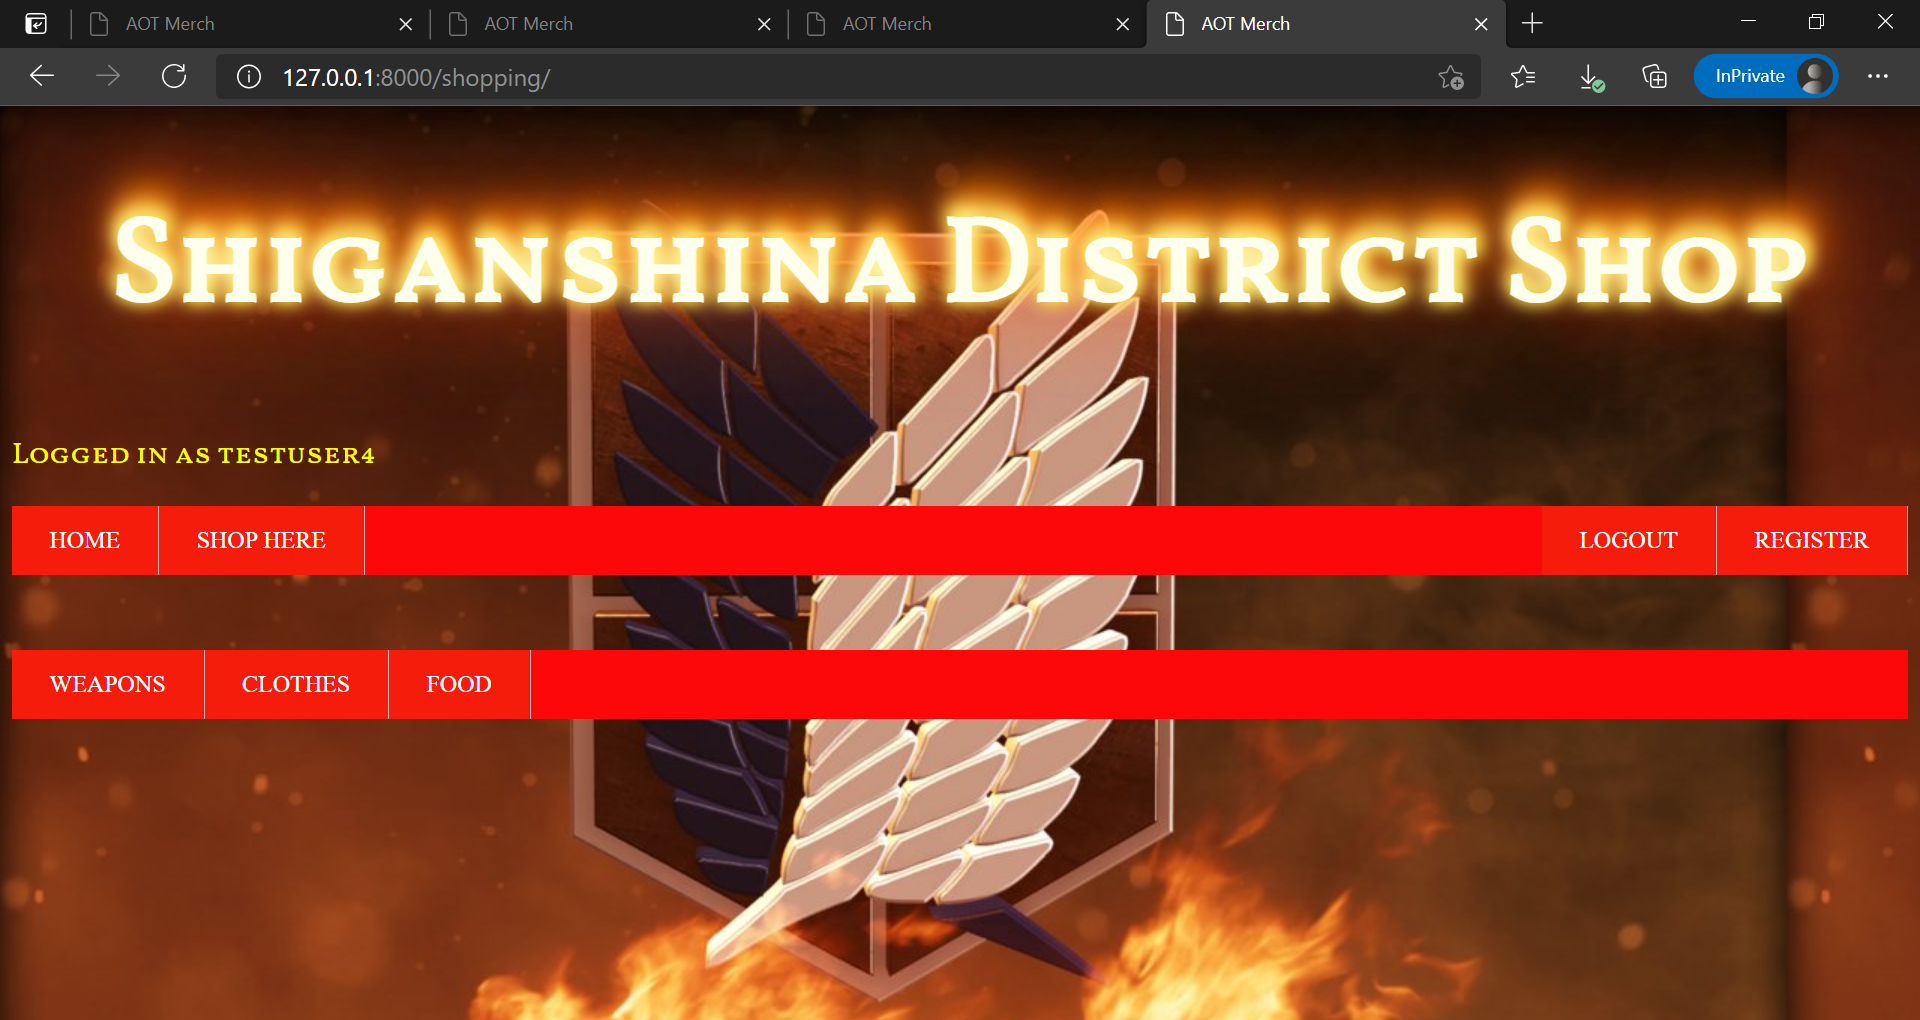 AOT Merch AOT Merch AOT Merch AOT Merch
127.0.0.1:8000/shopping/ InPrivate
Shiganshina District Shop
Logged in as testuser4
HOME SHOP HERE LOGOUT REGISTER
WEAPONS CLOTHES FOOD